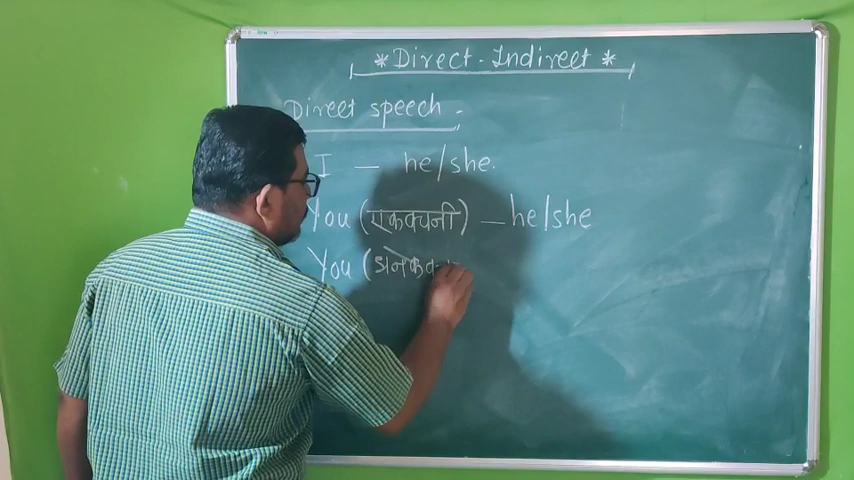 *Direct - Indirect *
Direct speech -
I - he/she.
You (एकवचनी) - he/she
You (अनेकव